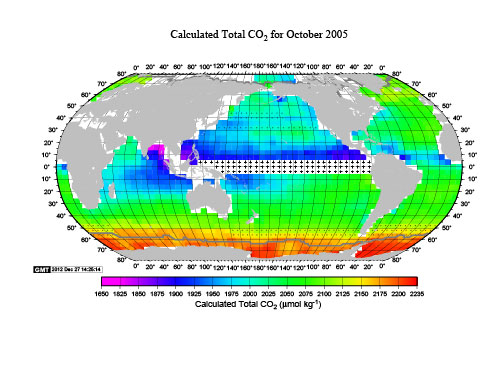 Calculated Total CO₂ for October 2005
80° 0° 20° 40° 60° 80° 100° 120° 140° 160° 180° 160° 140° 120° 100° 80° 60° 40° 20° 0° 80°
70° 70°
60° 60°
50° 50°
40° 40°
30° 30°
20° 20°
10° 10°
0° 0°
10° 10°
20° 20°
30° 30°
40° 40°
50° 50°
60° 60°
70° 70°
80° 0° 20° 40° 60° 80° 100° 120° 140° 160° 180° 160° 140° 120° 100° 80° 60° 40° 20° 0° 80°
GMT 2012 Dec 27 14:25:14
1650 1825 1850 1875 1900 1925 1950 1975 2000 2025 2050 2075 2100 2125 2150 2175 2200 2235
Calculated Total CO₂ (µmol kg⁻¹)